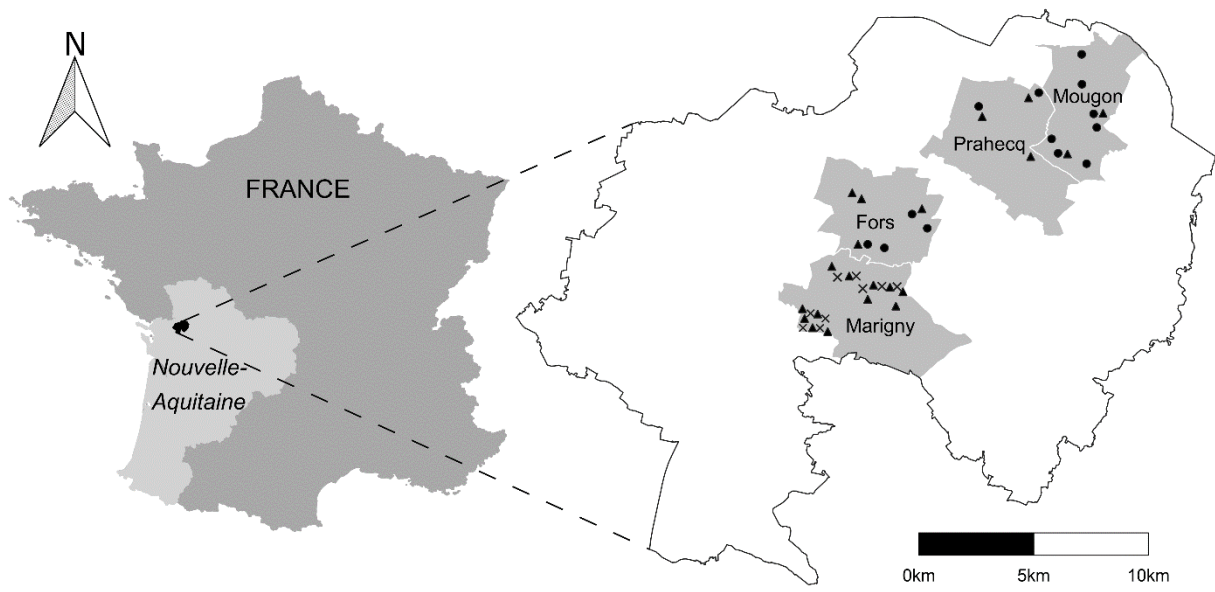 N
FRANCE
Nouvelle-
Aquitaine
Mougon
Prahecq
Fors
Marigny
0km 5km 10km